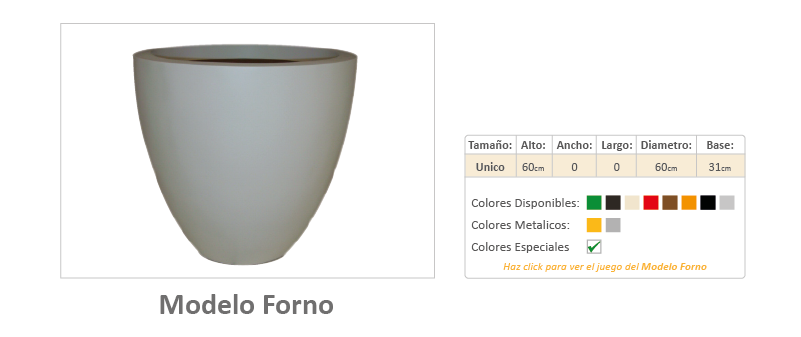 Modelo Forno
Tamaño: Alto: Ancho: Largo: Diametro: Base:
Unico 60cm 0 0 60cm 31cm
Colores Disponibles:
Colores Metalicos:
Colores Especiales
Haz click para ver el juego del Modelo Forno